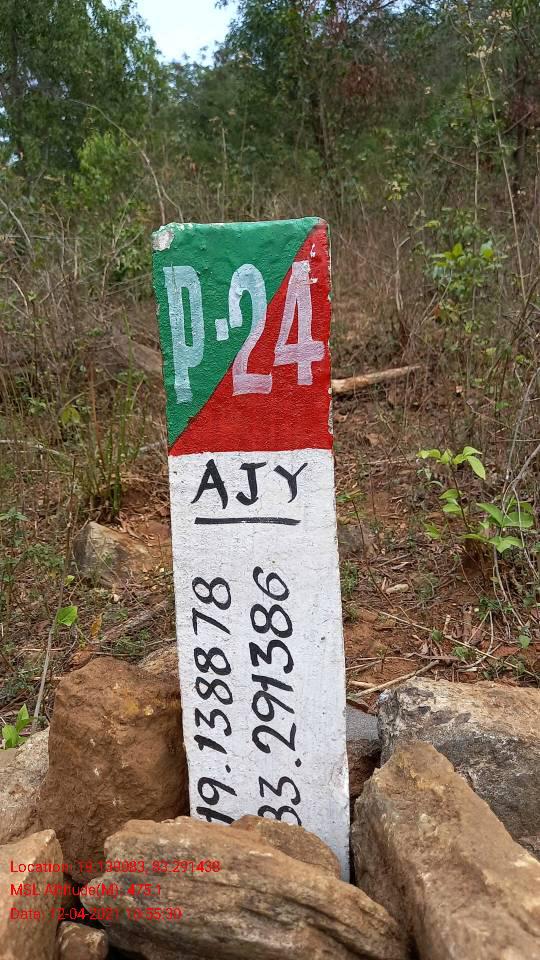 P-24
AJY
19.138878
83.291386
Location: 19.139083, 83.291438
MSL Altitude(M): 473.1
Date: 12-04-2021 16:55:30